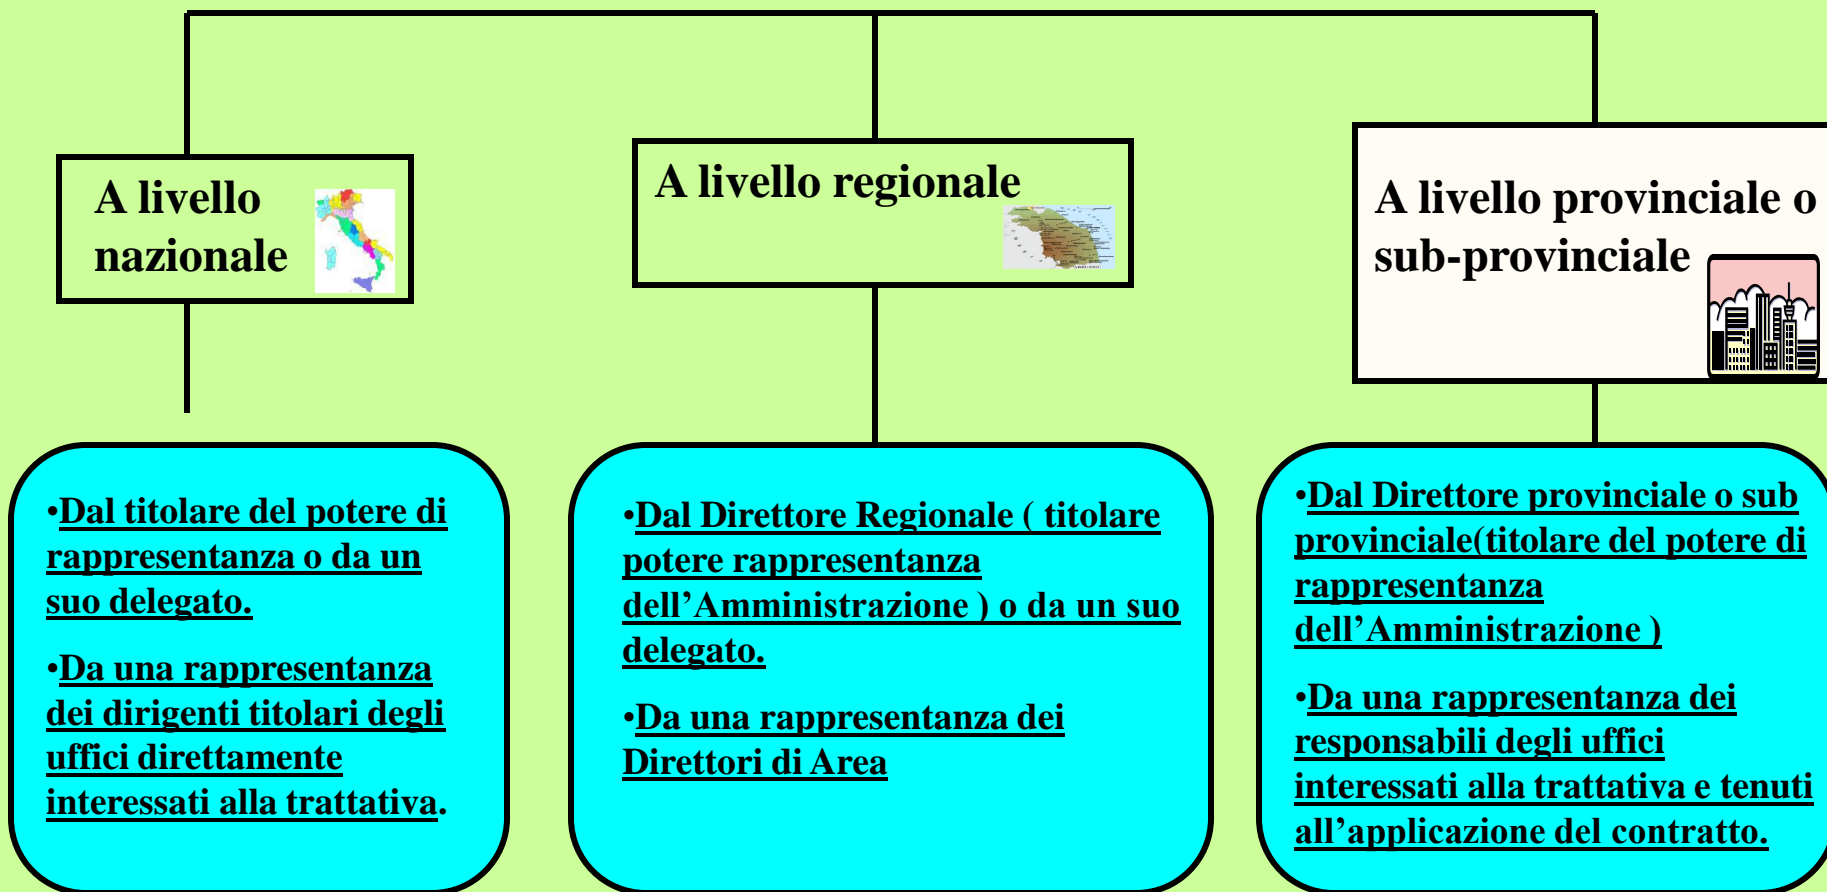 A livello
nazionale
A livello regionale
A livello provinciale o
sub-provinciale
•Dal titolare del potere di
rappresentanza o da un
suo delegato.
•Da una rappresentanza
dei dirigenti titolari degli
uffici direttamente
interessati alla trattativa.
•Dal Direttore Regionale ( titolare
potere rappresentanza
dell’Amministrazione ) o da un suo
delegato.
•Da una rappresentanza dei
Direttori di Area
•Dal Direttore provinciale o sub
provinciale(titolare del potere di
rappresentanza
dell’Amministrazione )
•Da una rappresentanza dei
responsabili degli uffici
interessati alla trattativa e tenuti
all’applicazione del contratto.